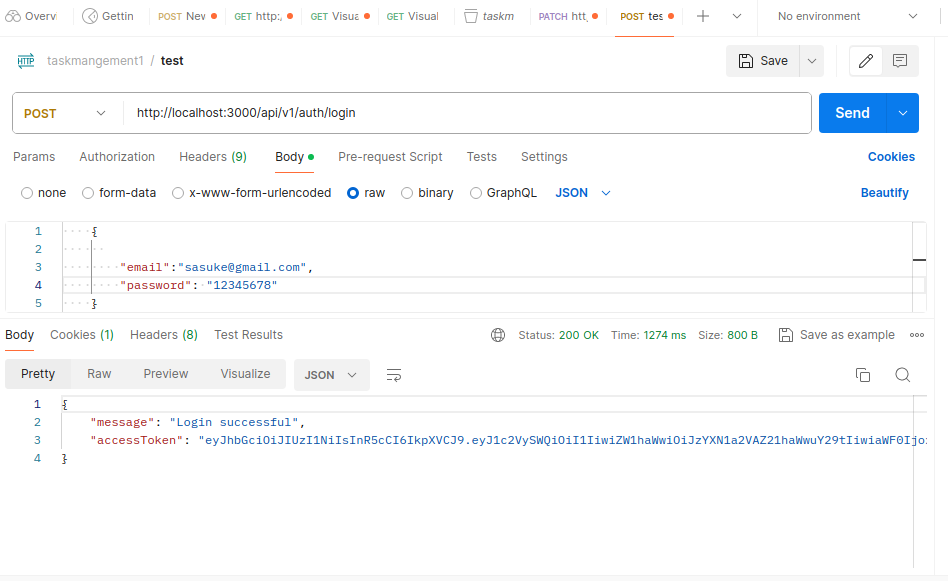 Overvi Gettin POST Nev GET http:, GET Visua GET Visual taskm PATCH htt, POST tes No environment
HTTP taskmangement1 / test Save
POST http://localhost:3000/api/v1/auth/login Send
Params Authorization Headers (9) Body Pre-request Script Tests Settings Cookies
none form-data x-www-form-urlencoded raw binary GraphQL JSON Beautify
1 {
2
3 "email":"sasuke@gmail.com",
4 "password": "12345678"
5 }
Body Cookies (1) Headers (8) Test Results Status: 200 OK Time: 1274 ms Size: 800 B Save as example
Pretty Raw Preview Visualize JSON
1 {
2 "message": "Login successful",
3 "accessToken": "eyJhbGciOiJIUzI1NiIsInR5cCI6IkpXVCJ9.eyJ1c2VySWQiOiI1IiwiZW1haWwiOiJzYXN1a2VAZ21haWwuY29tIiwiaWF0Ijo
4 }